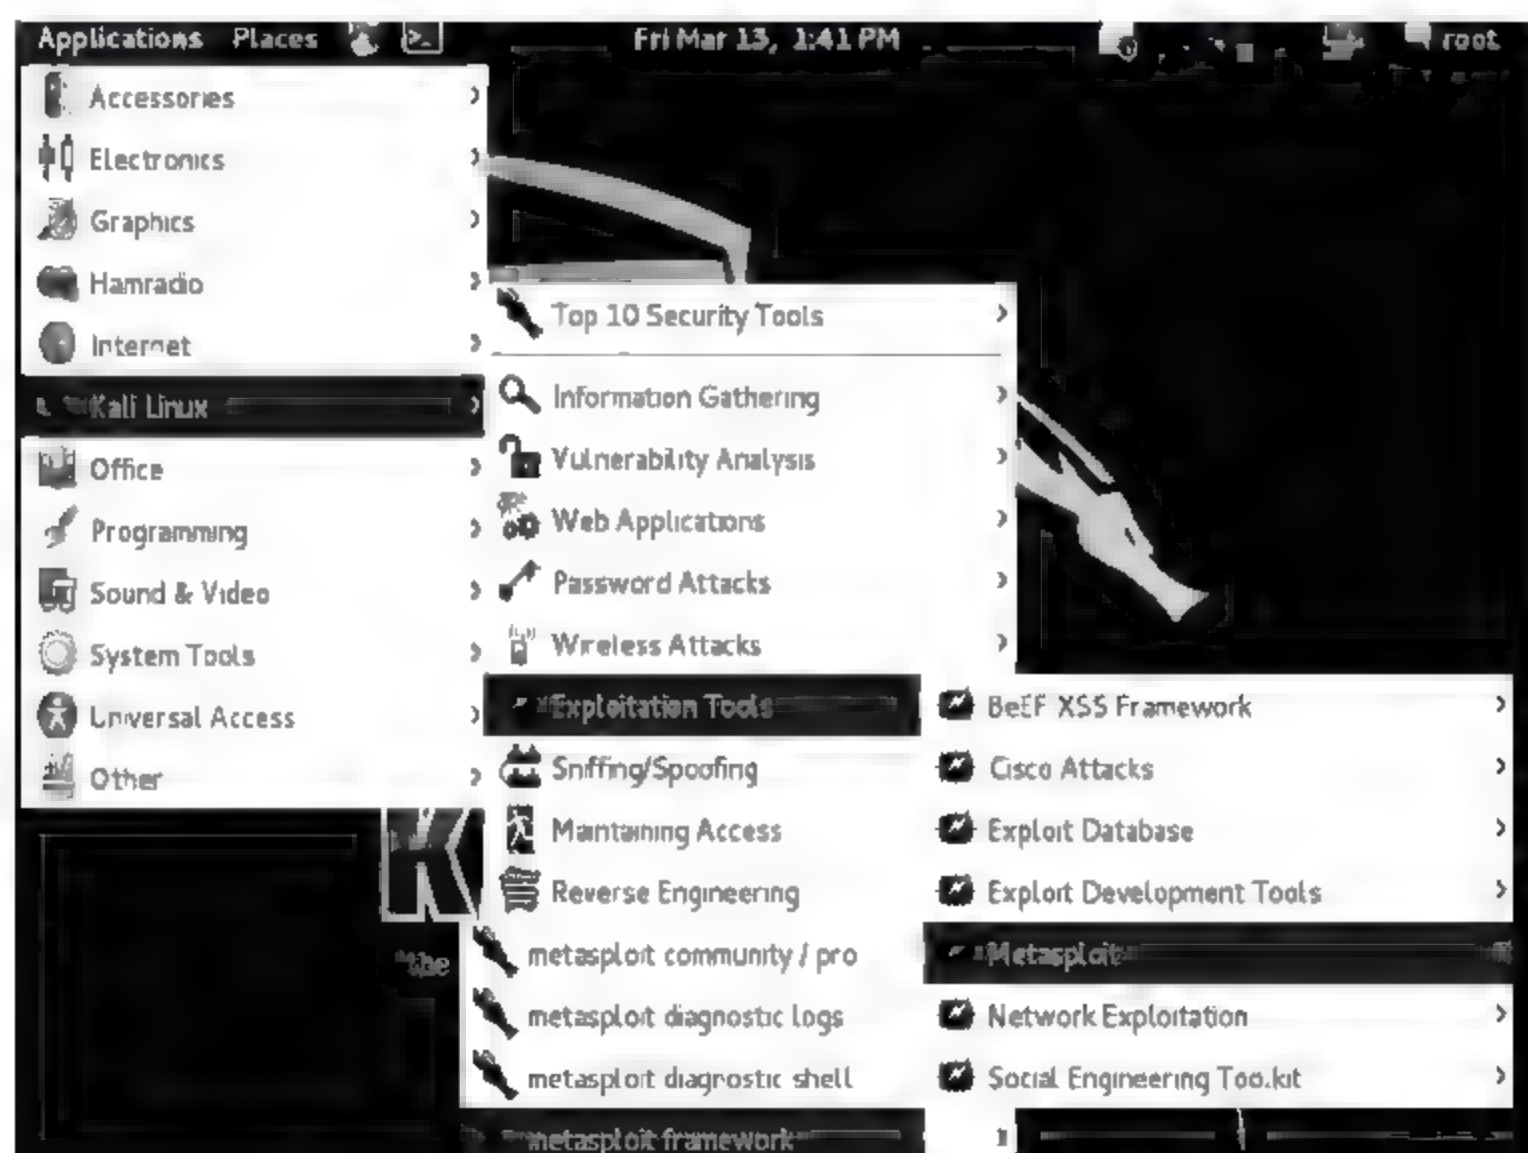 Applications Places Fri Mar 13, 1:41 PM root
Accessories
Electronics
Graphics
Hamradio
Internet
Kali Linux
Office
Programming
Sound & Video
System Tools
Universal Access
Other
Top 10 Security Tools
Information Gathering
Vulnerability Analysis
Web Applications
Password Attacks
Wireless Attacks
Exploitation Tools
Sniffing/Spoofing
Maintaining Access
Reverse Engineering
BeEF XSS Framework
Cisco Attacks
Exploit Database
Exploit Development Tools
Metasploit
Network Exploitation
Social Engineering Toolkit
metasploit community / pro
metasploit diagnostic logs
metasploit diagnostic shell
metasploit framework
K
"the